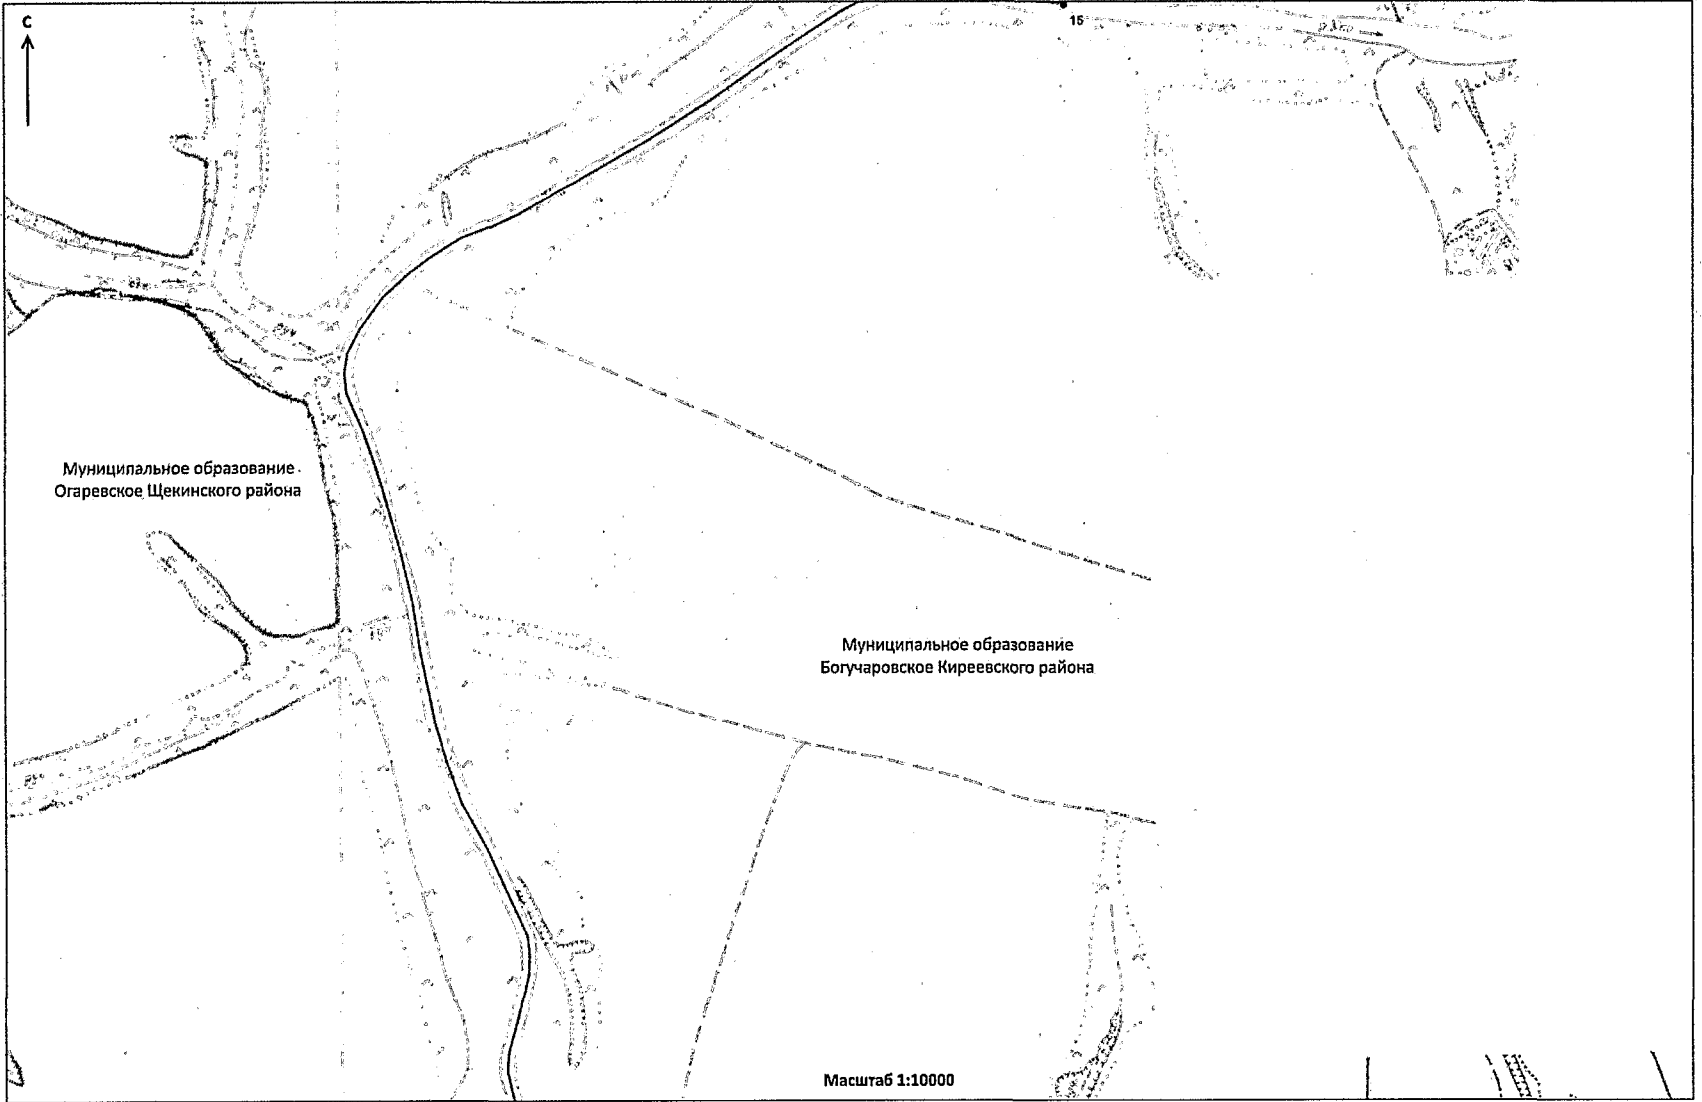 С
15
Муниципальное образование
Огаревское Щекинского района
Муниципальное образование
Богучаровское Киреевского района
Масштаб 1:10000